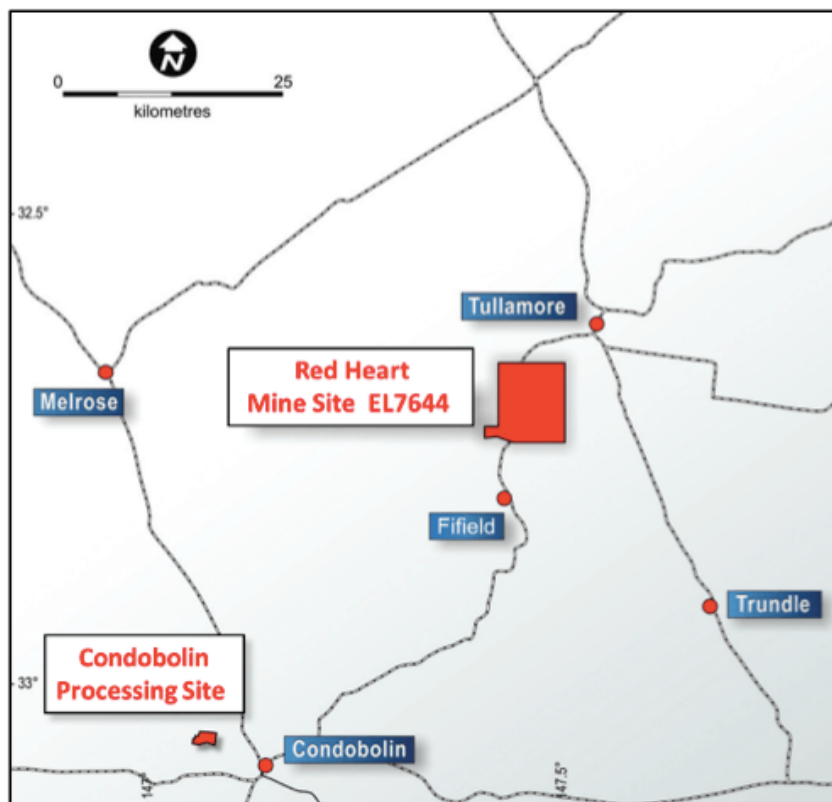 N
0 25
kilometres
32.5°
Tullamore
Red Heart
Mine Site EL7644
Melrose
Fifield
Trundle
Condobolin
Processing Site
33°
Condobolin
147°
147.5°